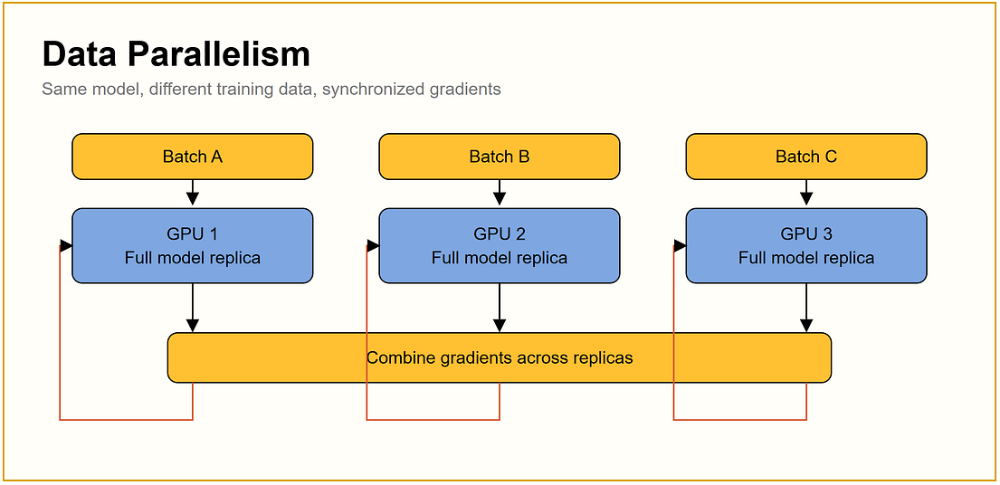 Data Parallelism
Same model, different training data, synchronized gradients
Batch A
Batch B
Batch C
GPU 1
Full model replica
GPU 2
Full model replica
GPU 3
Full model replica
Combine gradients across replicas